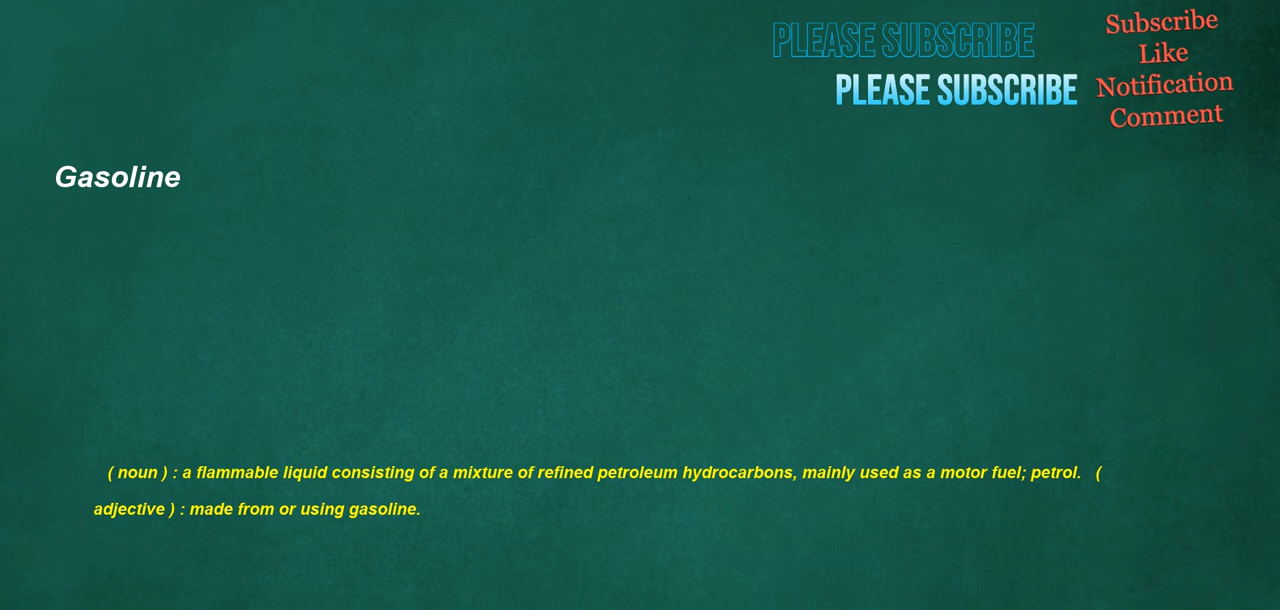 PLEASE SUBSCRIBE
PLEASE SUBSCRIBE
Subscribe
Like
Notification
Comment
Gasoline
( noun ) : a flammable liquid consisting of a mixture of refined petroleum hydrocarbons, mainly used as a motor fuel; petrol. (
adjective ) : made from or using gasoline.